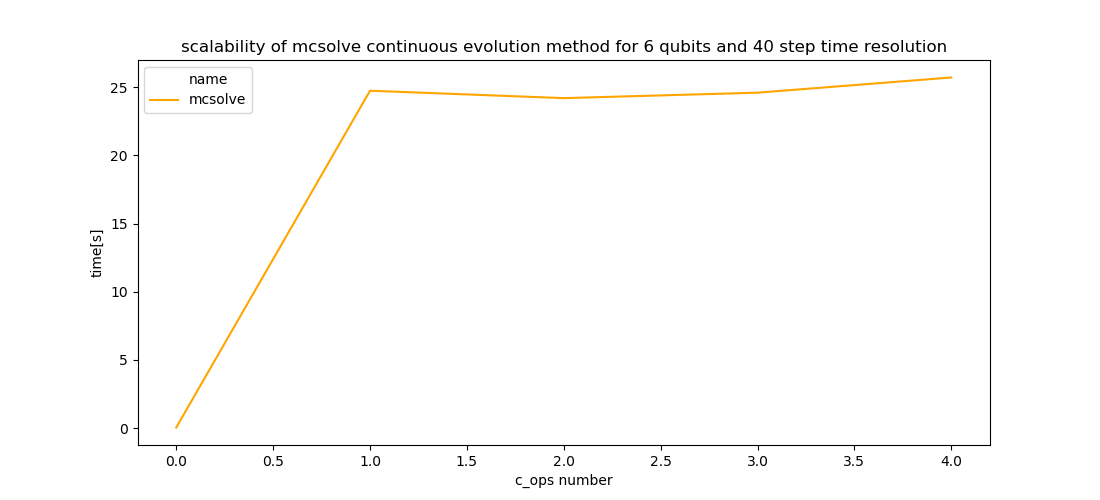 scalability of mcsolve continuous evolution method for 6 qubits and 40 step time resolution
name
mcsolve
25
20
15
10
5
0
time[s]
0.0 0.5 1.0 1.5 2.0 2.5 3.0 3.5 4.0
c_ops number